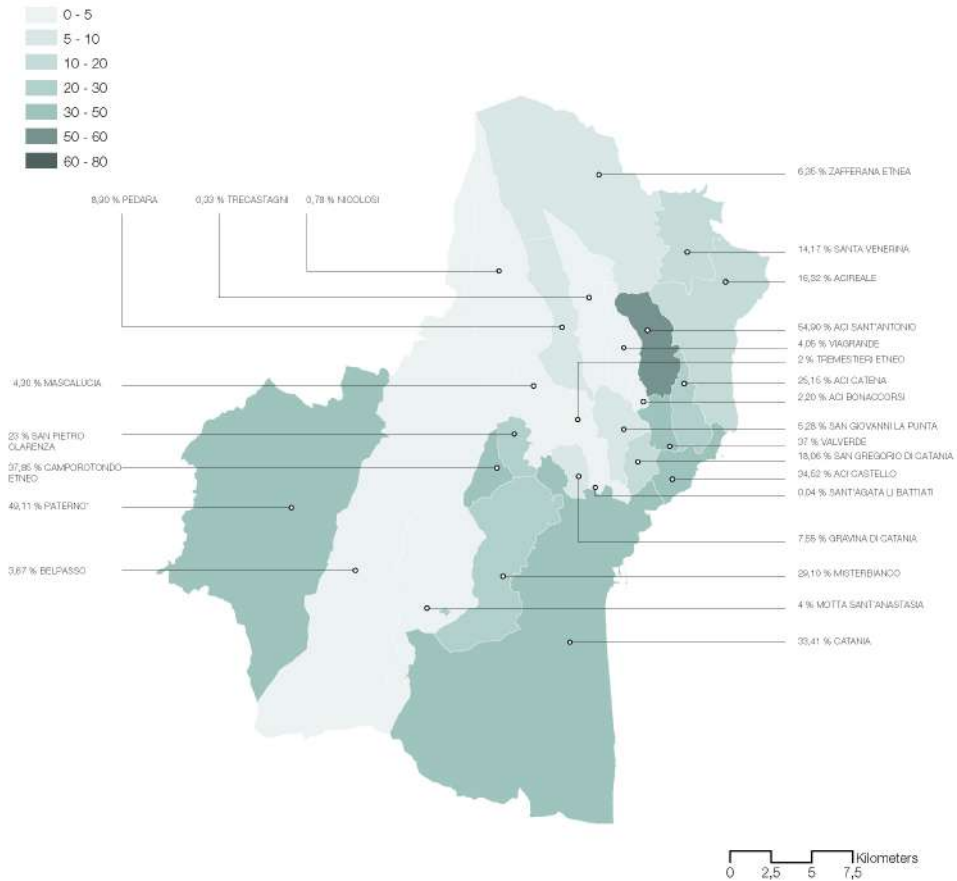 0 - 5
5 - 10
10 - 20
20 - 30
30 - 50
50 - 60
60 - 80
6,35 % ZAFFERANA ETNEA
8,90 % PEDARA
0,33 % TRECASTAGNI
0,78 % NICOLOSI
14,17 % SANTA VENERINA
16,32 % ACIREALE
54,90 % ACI SANT'ANTONIO
4,05 % VIAGRANDE
2 % TREMESTIERI ETNEO
4,30 % MASCALUCIA
25,15 % ACI CATENA
2,20 % ACI BONACCORSI
5,28 % SAN GIOVANNI LA PUNTA
23 % SAN PIETRO
CLARENZA
37 % VALVERDE
18,06 % SAN GREGORIO DI CATANIA
37,85 % CAMPOROTONDO
ETNEO
34,52 % ACI CASTELLO
0,04 % SANT'AGATA LI BATTIATI
49,11 % PATERNO'
7,55 % GRAVINA DI CATANIA
3,67 % BELPASSO
29,10 % MISTERBIANCO
4 % MOTTA SANT'ANASTASIA
33,41 % CATANIA
Kilometers
0 2,5 5 7,5